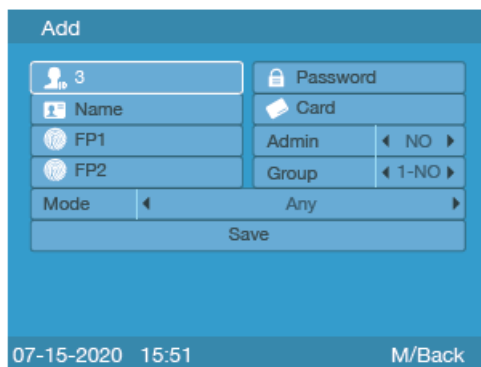 Add
3
Password
Name
Card
FP1
Admin
NO
FP2
Group
1-NO
Mode
Any
Save
07-15-2020 15:51
M/Back